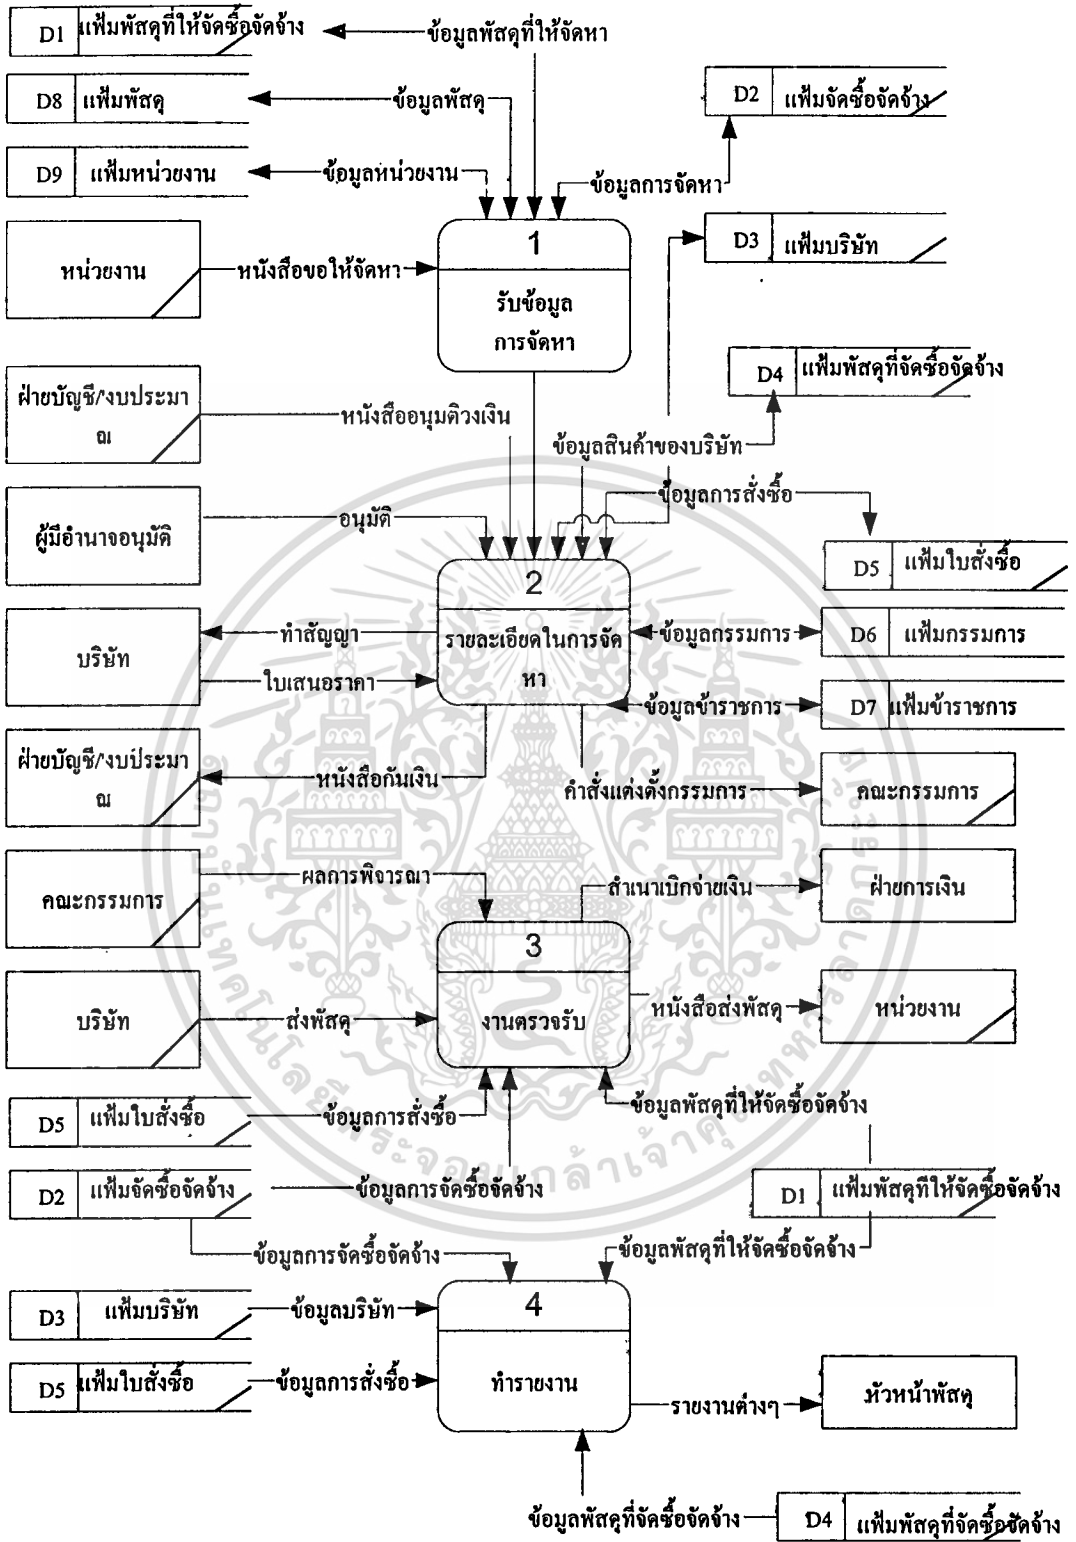 D1 แฟ้มพัสดุที่ให้จัดซื้อจัดจ้าง
ข้อมูลพัสดุที่ให้จัดหา
D8 แฟ้มพัสดุ
ข้อมูลพัสดุ
D2 แฟ้มจัดซื้อจัดจ้าง
D9 แฟ้มหน่วยงาน
ข้อมูลหน่วยงาน
ข้อมูลการจัดหา
D3 แฟ้มบริษัท
หน่วยงาน
หนังสือขอให้จัดหา
1
รับข้อมูล
การจัดหา
D4 แฟ้มพัสดุที่จัดซื้อจัดจ้าง
ฝ่ายบัญชี/งบประมา
ณ
หนังสืออนุมติวงเงิน
ข้อมูลสินค้าของบริษัท
ข้อมูลการสั่งซื้อ
ผู้มีอำนาจอนุมัติ
อนุมัติ
D5 แฟ้มใบสั่งซื้อ
2
รายละเอียดในการจัด
หา
บริษัท
ทำสัญญา
ใบเสนอราคา
ข้อมูลกรรมการ
D6 แฟ้มกรรมการ
ข้อมูลข้าราชการ
D7 แฟ้มข้าราชการ
ฝ่ายบัญชี/งบประมา
ณ
หนังสือกันเงิน
คำสั่งแต่งตั้งกรรมการ
คณะกรรมการ
คณะกรรมการ
ผลการพิจารณา
สำเนาเบิกจ่ายเงิน
ฝ่ายการเงิน
3
งานตรวจรับ
บริษัท
ส่งพัสดุ
หนังสือส่งพัสดุ
หน่วยงาน
D5 แฟ้มใบสั่งซื้อ
ข้อมูลการสั่งซื้อ
ข้อมูลพัสดุที่ให้จัดซื้อจัดจ้าง
D2 แฟ้มจัดซื้อจัดจ้าง
ข้อมูลการจัดซื้อจัดจ้าง
D1 แฟ้มพัสดุที่ให้จัดซื้อจัดจ้าง
ข้อมูลการจัดซื้อจัดจ้าง
ข้อมูลพัสดุที่ให้จัดซื้อจัดจ้าง
D3 แฟ้มบริษัท
ข้อมูลบริษัท
4
ทำรายงาน
D5 แฟ้มใบสั่งซื้อ
ข้อมูลการสั่งซื้อ
รายงานต่างๆ
หัวหน้าพัสดุ
ข้อมูลพัสดุที่จัดซื้อจัดจ้าง
D4 แฟ้มพัสดุที่จัดซื้อจัดจ้าง